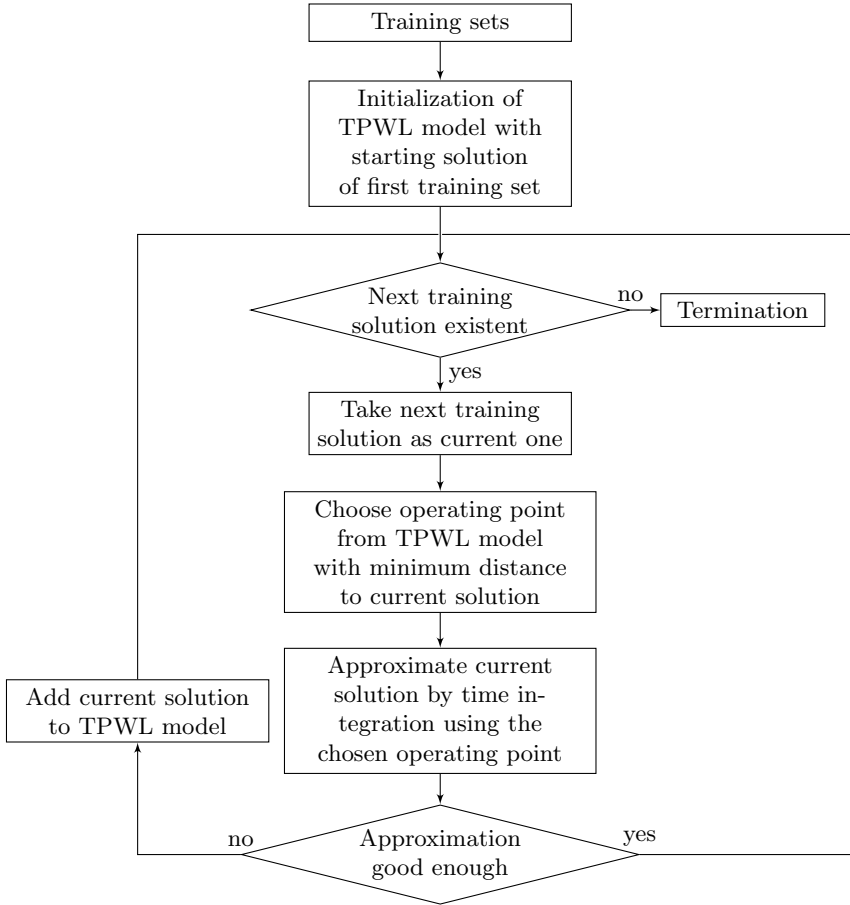 Training sets
Initialization of
TPWL model with
starting solution
of first training set
Next training
solution existent
no
Termination
yes
Take next training
solution as current one
Choose operating point
from TPWL model
with minimum distance
to current solution
Approximate current
solution by time in-
tegration using the
chosen operating point
Add current solution
to TPWL model
no
Approximation
good enough
yes